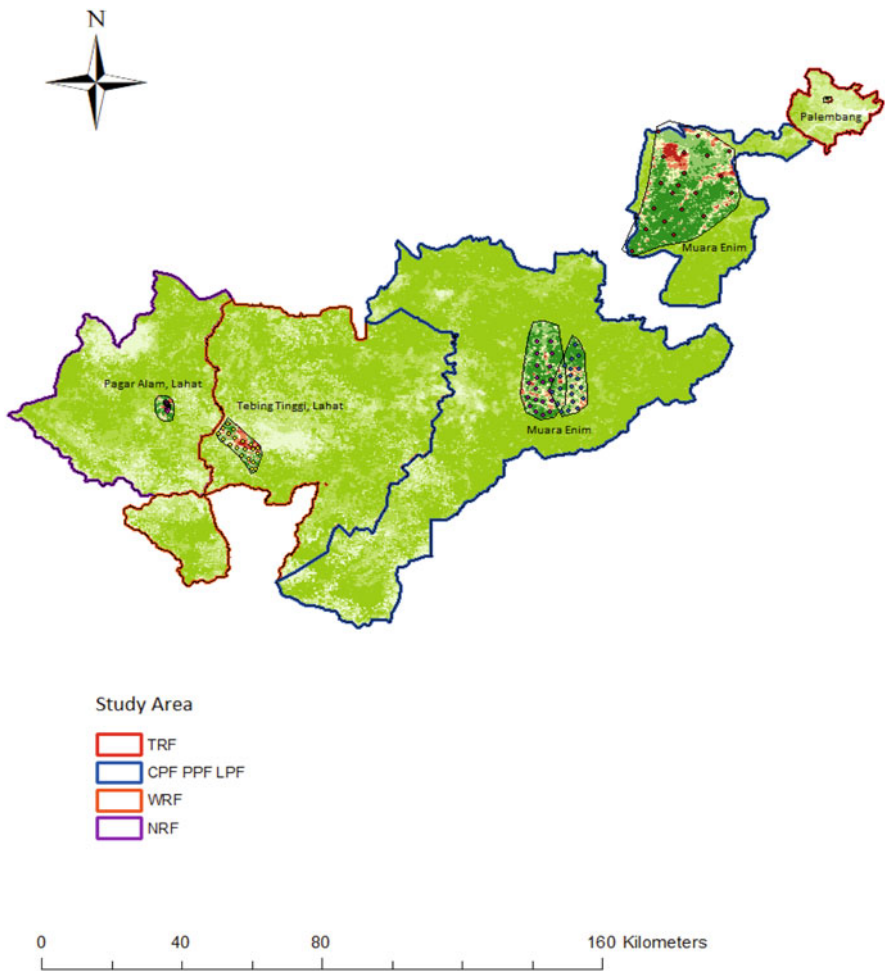 N
Palembang
Muara Enim
Pagar Alam, Lahat
Tebing Tinggi, Lahat
Muara Enim
Study Area
TRF
CPF PPF LPF
WRF
NRF
0 40 80 160 Kilometers